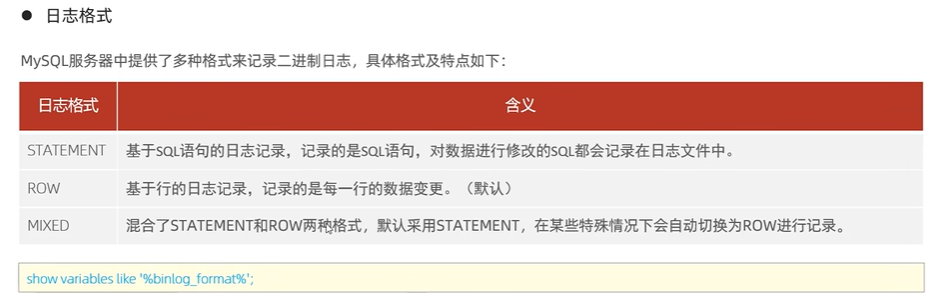 ● 日志格式
MySQL服务器中提供了多种格式来记录二进制日志，具体格式及特点如下：
日志格式 含义
STATEMENT 基于SQL语句的日志记录，记录的是SQL语句，对数据进行修改的SQL都会记录在日志文件中。
ROW 基于行的日志记录，记录的是每一行的数据变更。（默认）
MIXED 混合了STATEMENT和ROW两种格式，默认采用STATEMENT，在某些特殊情况下会自动切换为ROW进行记录。
show variables like '%binlog_format%';